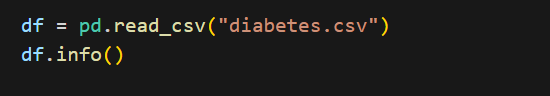 df = pd.read_csv("diabetes.csv")
df.info()